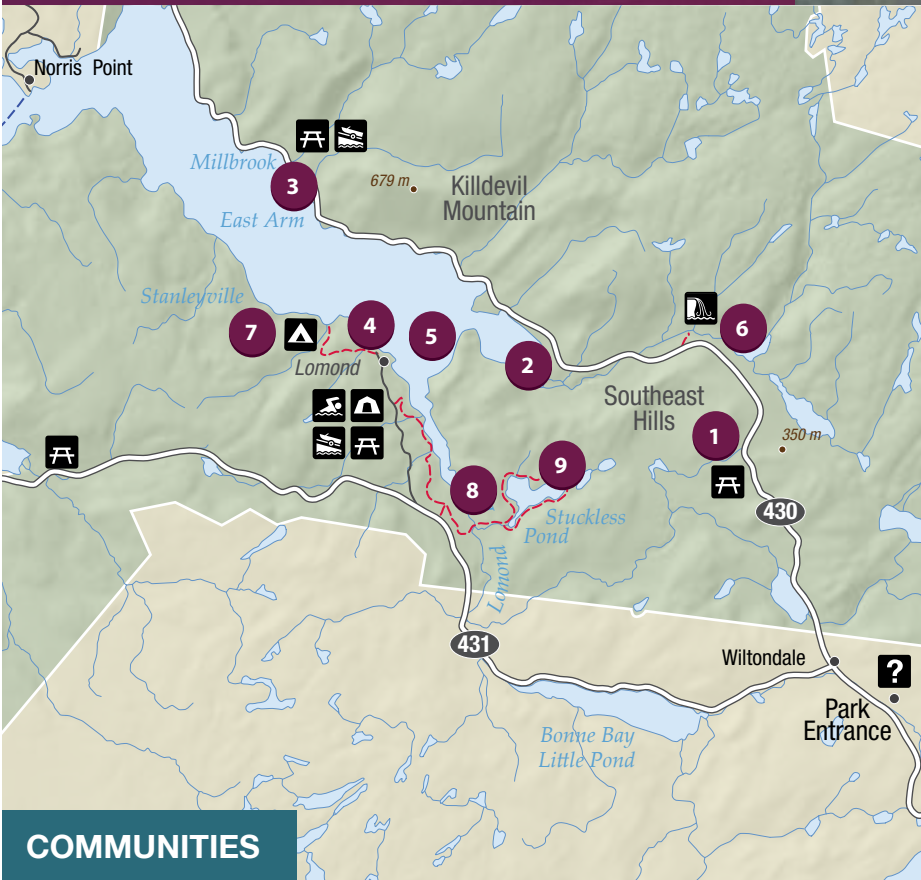 Norris Point
Millbrook
3
679 m
Killdevil
Mountain
East Arm
Stanleyville
7
4
5
6
2
Lomond
Southeast
Hills
1
350 m
9
8
Stuckless
Pond
430
Lomond
431
Wiltondale
?
Park
Entrance
Bonne Bay
Little Pond
COMMUNITIES